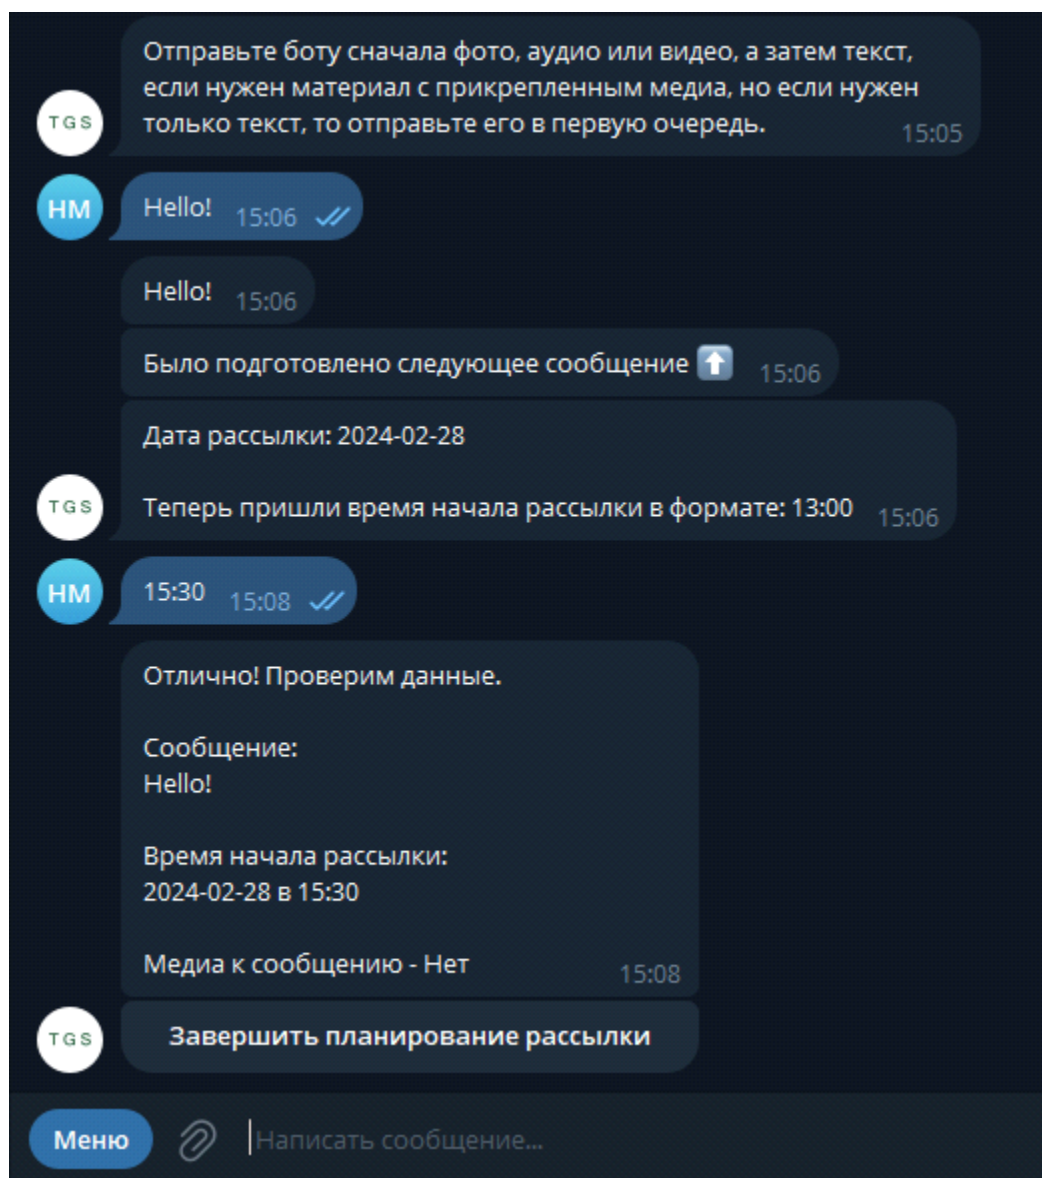 Отправьте боту сначала фото, аудио или видео, а затем текст,
если нужен материал с прикрепленным медиа, но если нужен
только текст, то отправьте его в первую очередь.
15:05
TGS
HM
Hello!
15:06
Hello!
15:06
Было подготовлено следующее сообщение ⬆️
15:06
Дата рассылки: 2024-02-28
Теперь пришли время начала рассылки в формате: 13:00
15:06
TGS
HM
15:30
15:08
Отлично! Проверим данные.
Сообщение:
Hello!
Время начала рассылки:
2024-02-28 в 15:30
Медиа к сообщению - Нет
15:08
TGS
Завершить планирование рассылки
Меню
Написать сообщение...